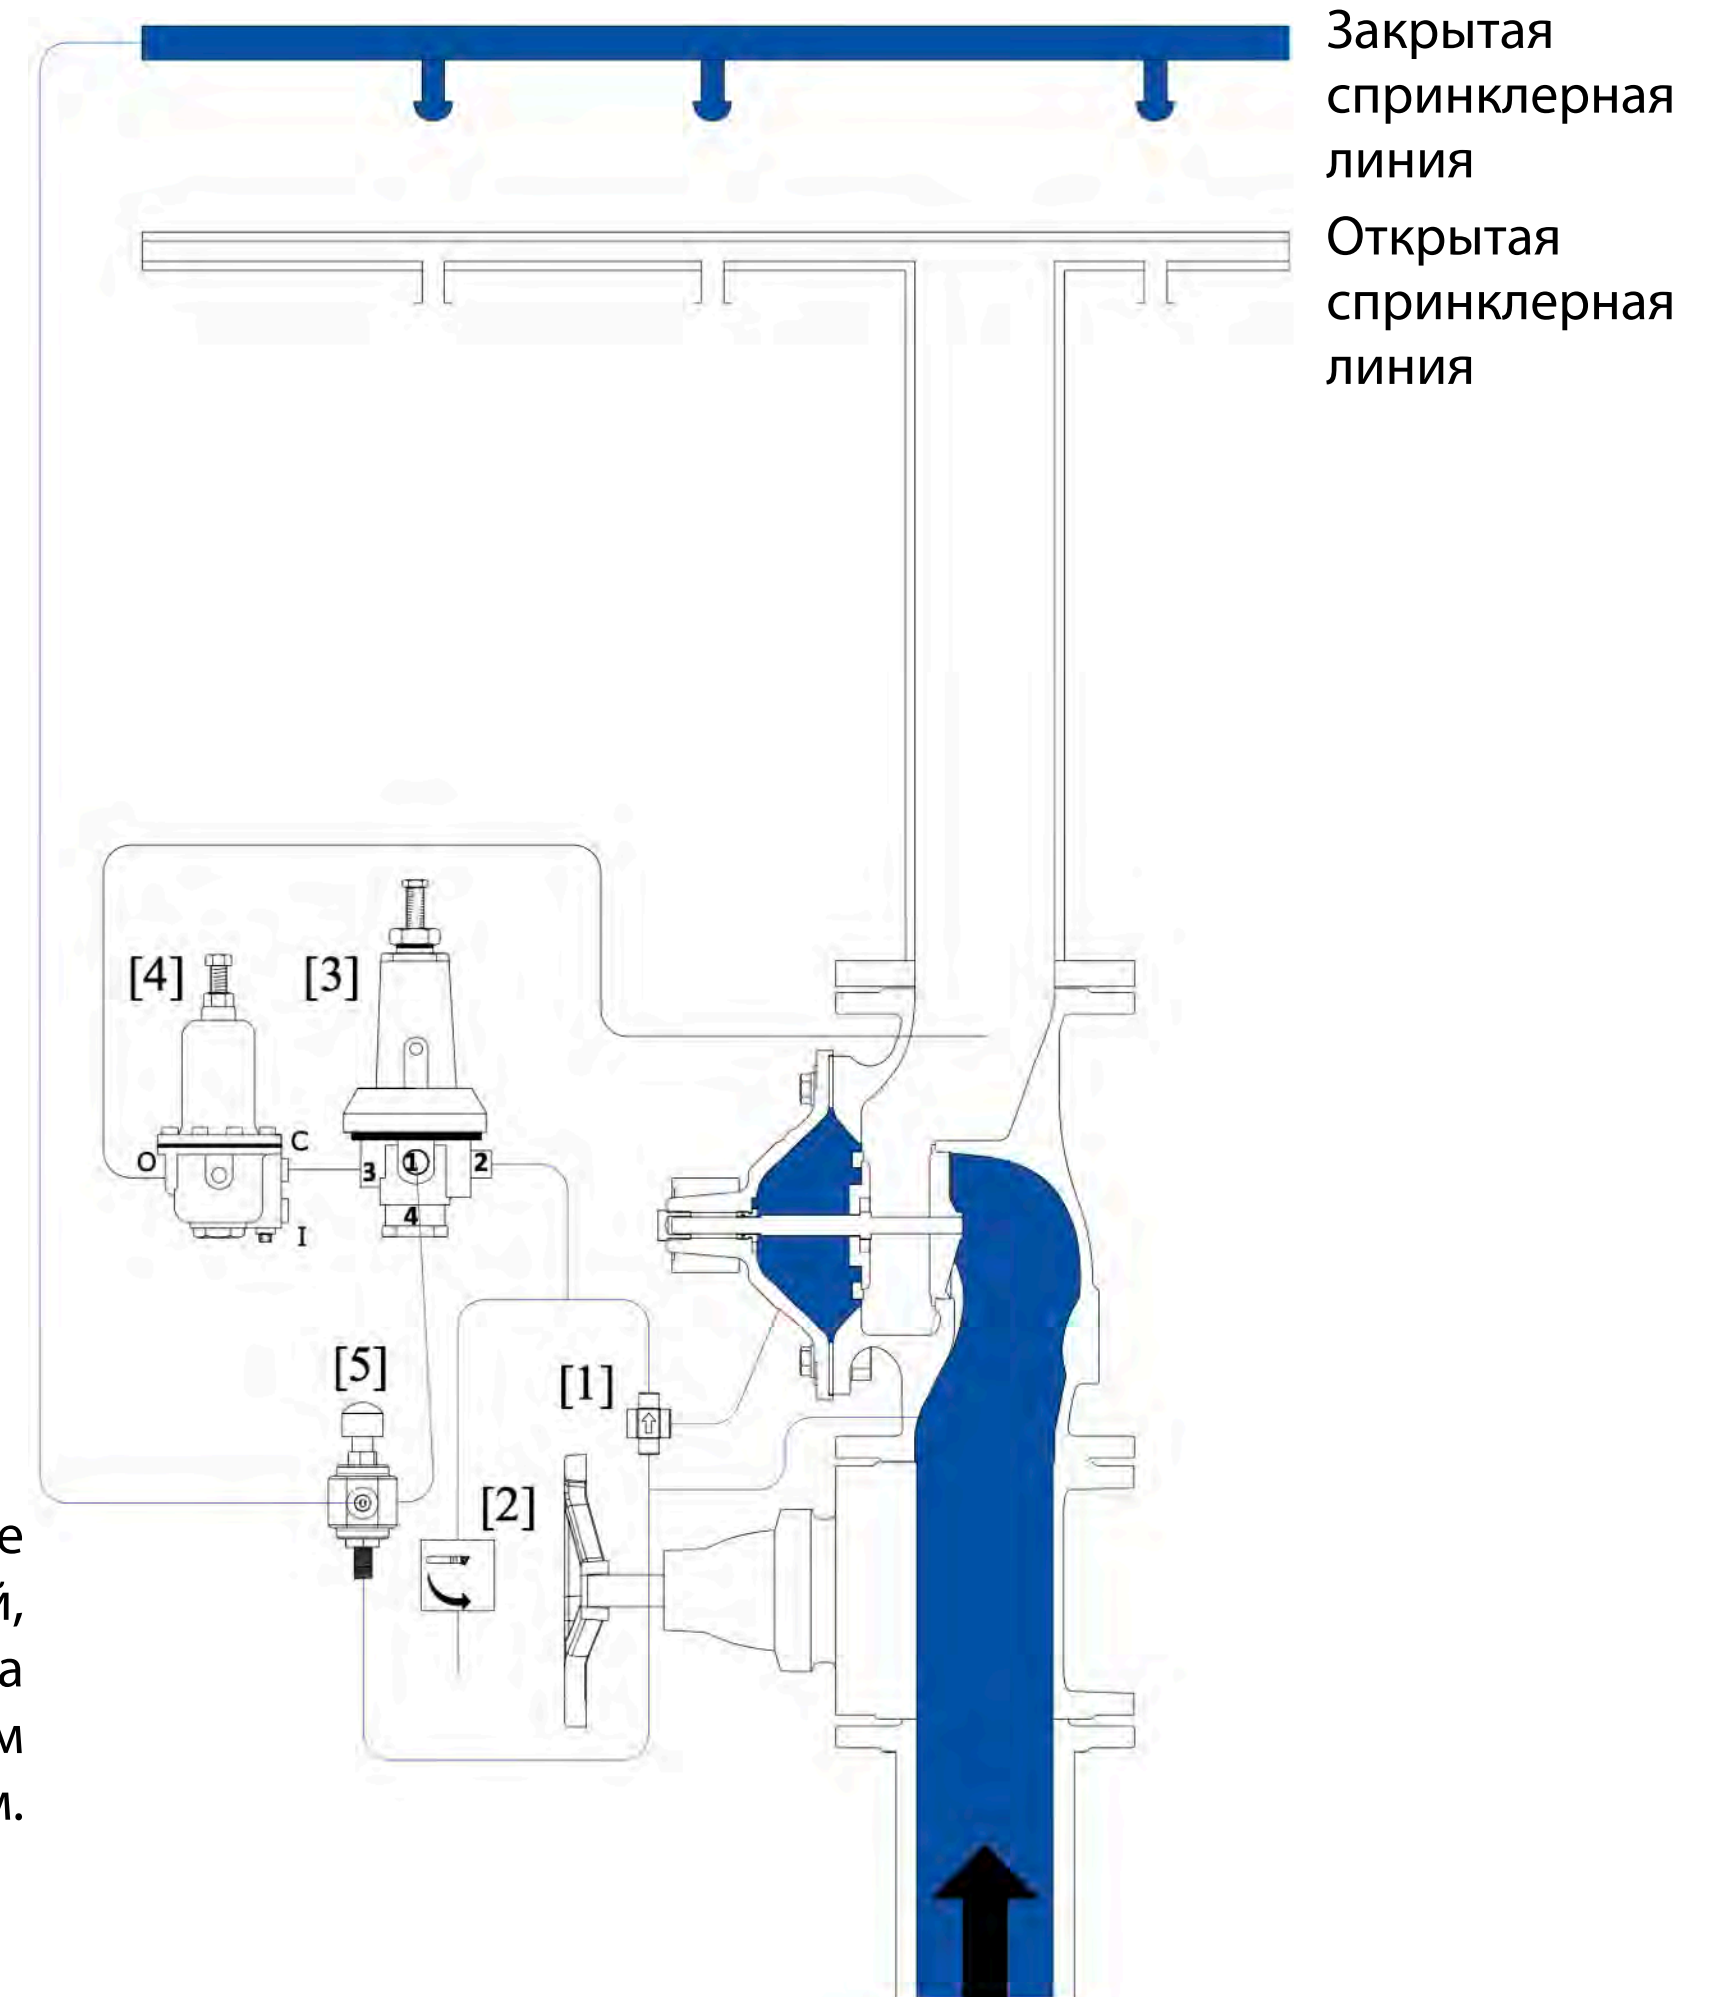 Закрытая
спринклерная
линия
Открытая
спринклерная
линия
[4]
[3]
C
O
3
1
2
4
I
[5]
[1]
[2]
е
й,
а
м
м.